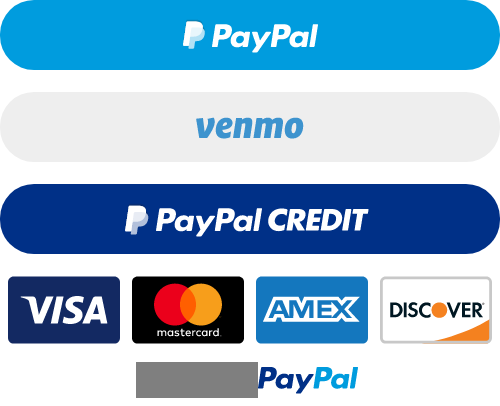 PayPal
venmo
PayPal CREDIT
VISA mastercard. AMEX DISCOVER
PayPal